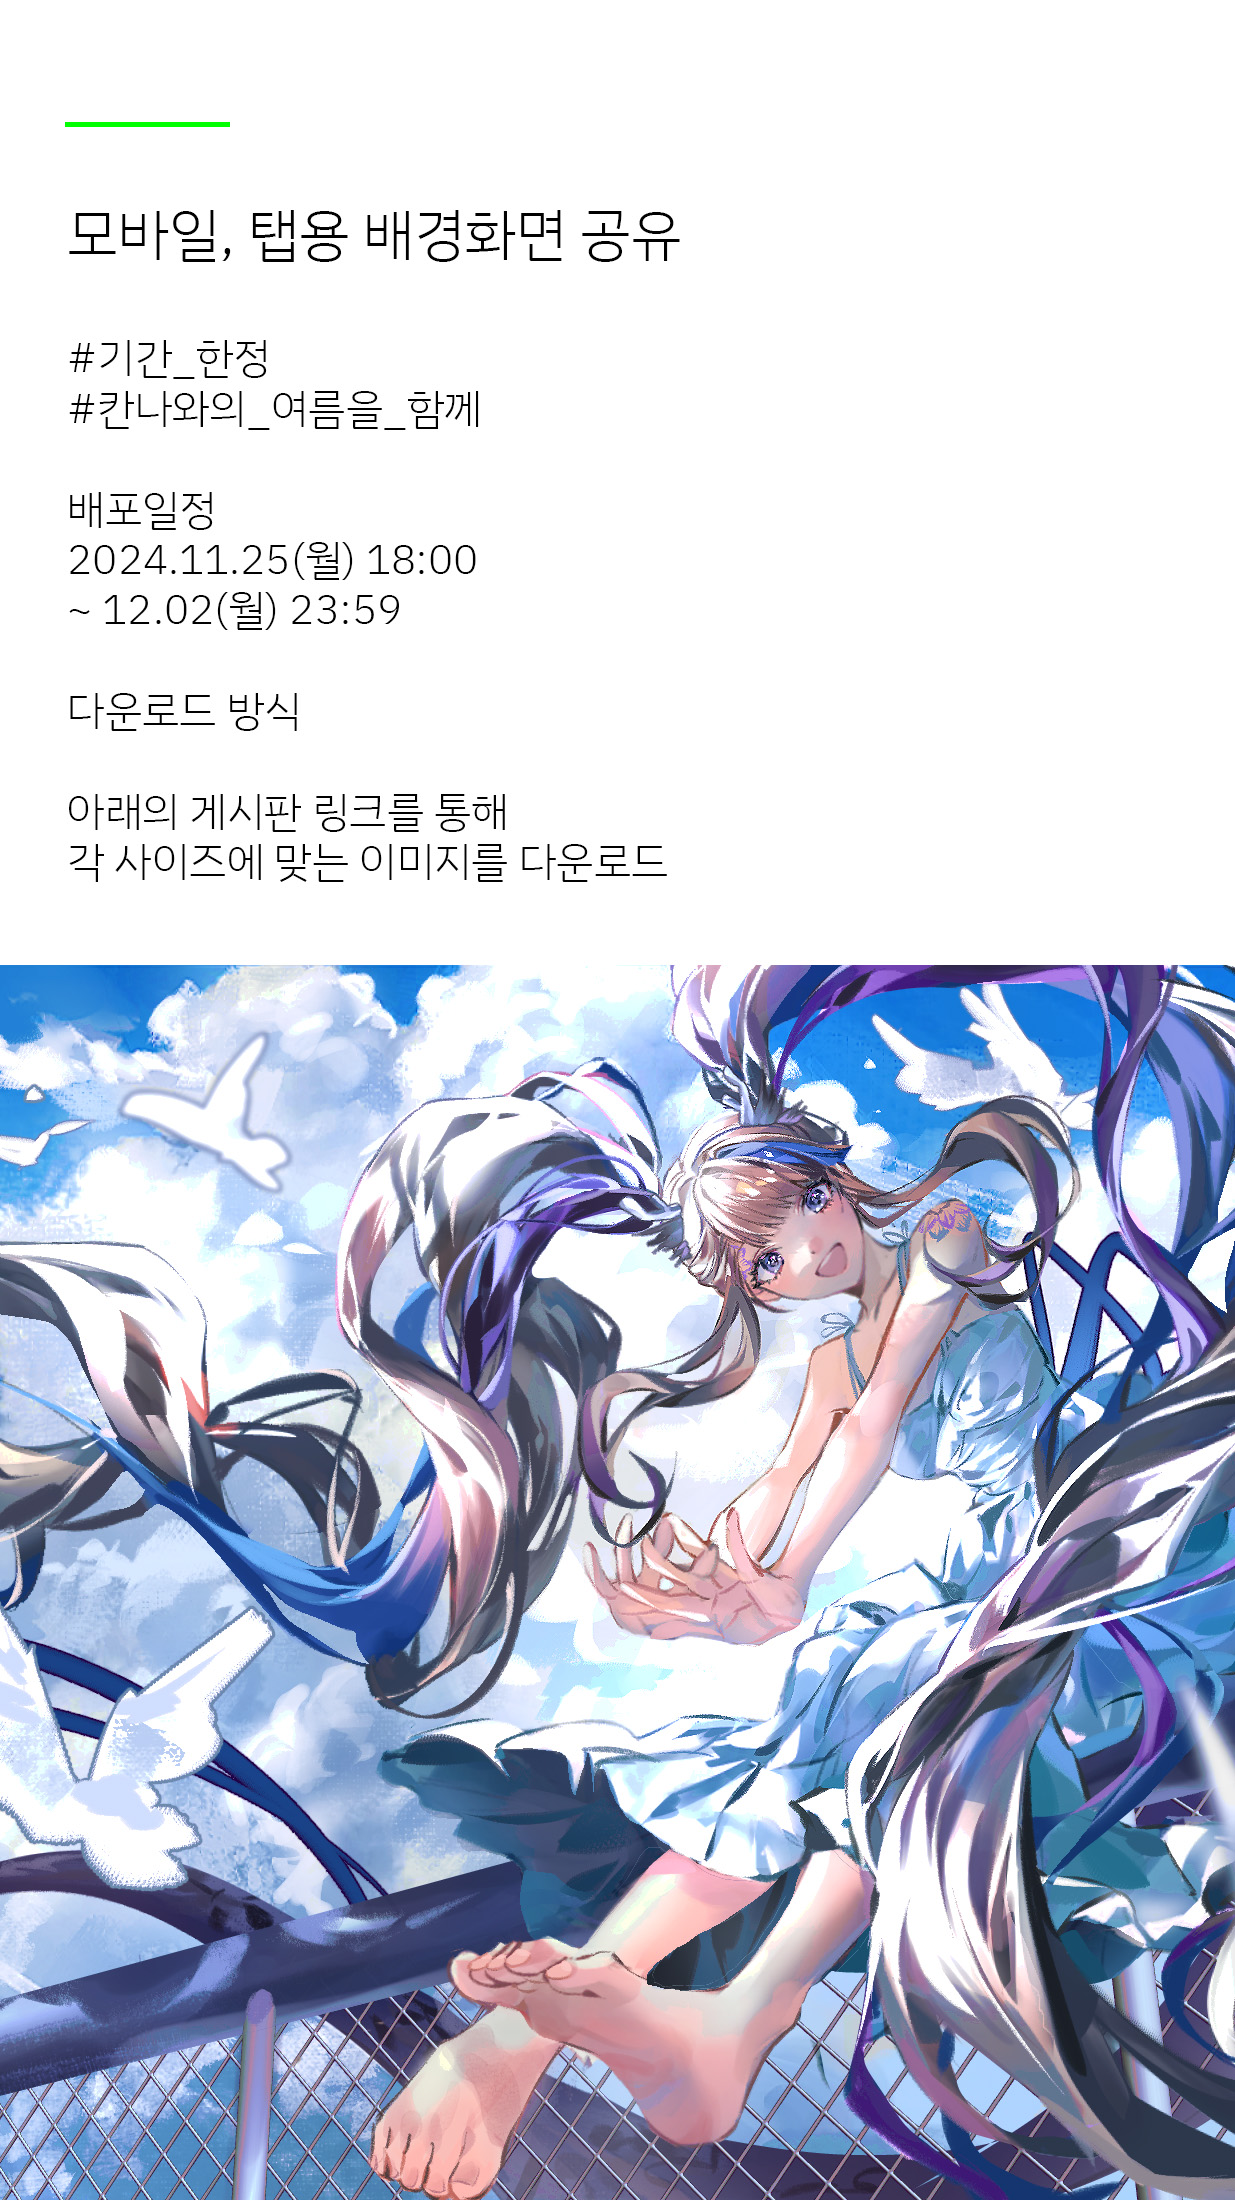 모바일, 탭용 배경화면 공유
#기간_한정
#칸나와의_여름을_함께
배포일정
2024.11.25(월) 18:00
~ 12.02(월) 23:59
다운로드 방식
아래의 게시판 링크를 통해
각 사이즈에 맞는 이미지를 다운로드